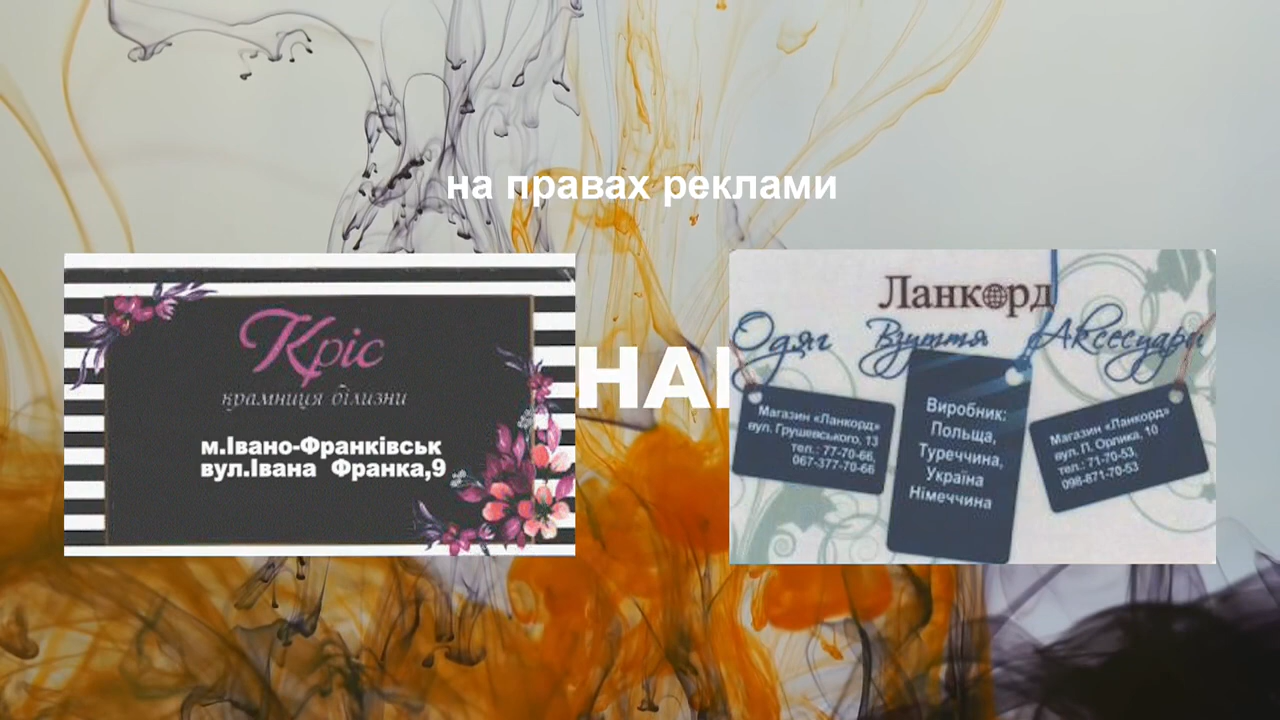 на правах реклами
Кріс
крамниця білизни
м.Івано-Франківськ
вул.Івана Франка,9
НА
Ланкорд
Одяг Взуття Аксесуари
Магазин «Ланкорд»
вул. Грушевського, 13
тел.: 77-70-66,
067-377-70-66
Виробник:
Польща,
Туреччина,
Україна
Німеччина
Магазин «Ланкорд»
вул. П. Орлика, 10
тел.: 71-70-53,
098-871-70-53